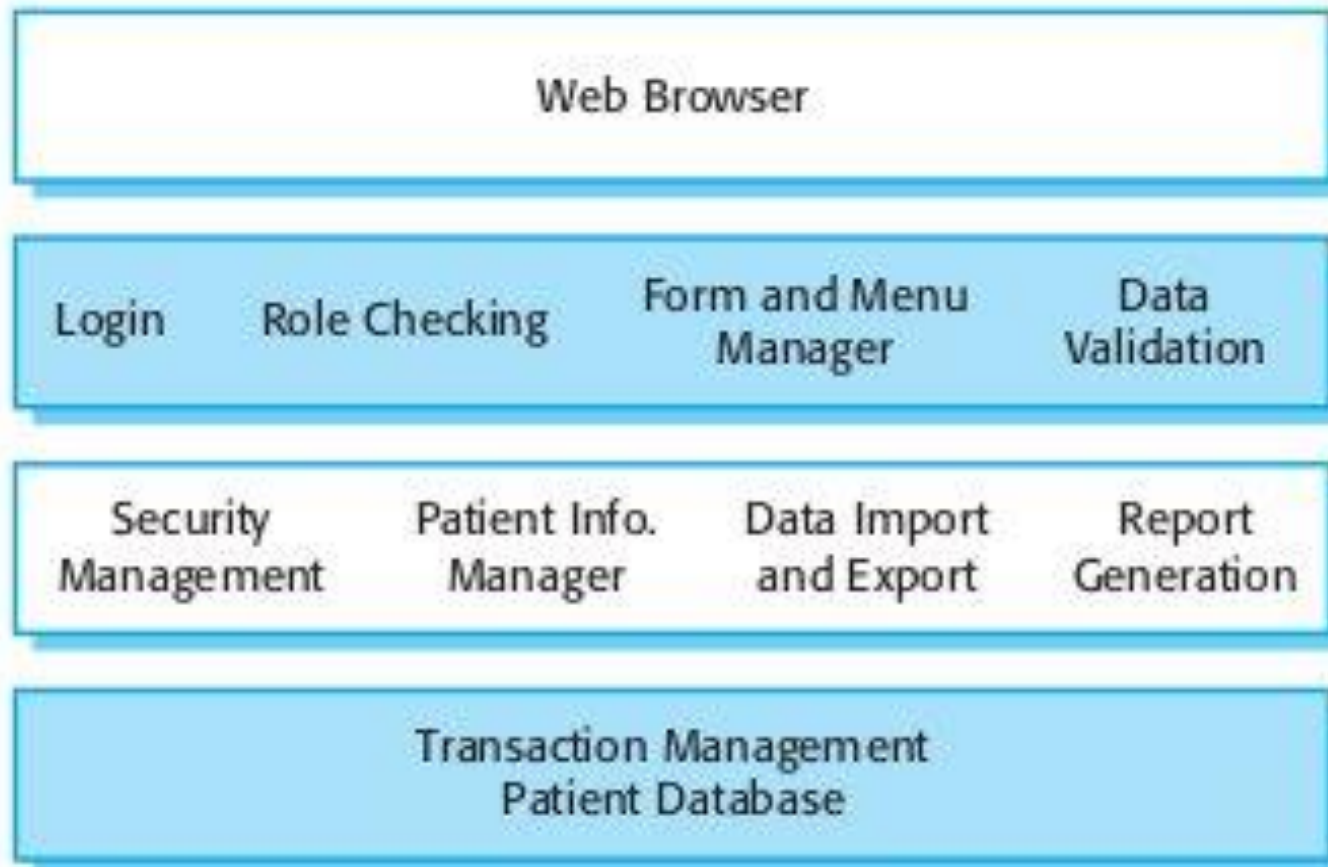 Web Browser
Login
Role Checking
Form and Menu
Manager
Data
Validation
Security
Management
Patient Info.
Manager
Data Import
and Export
Report
Generation
Transaction Management
Patient Database